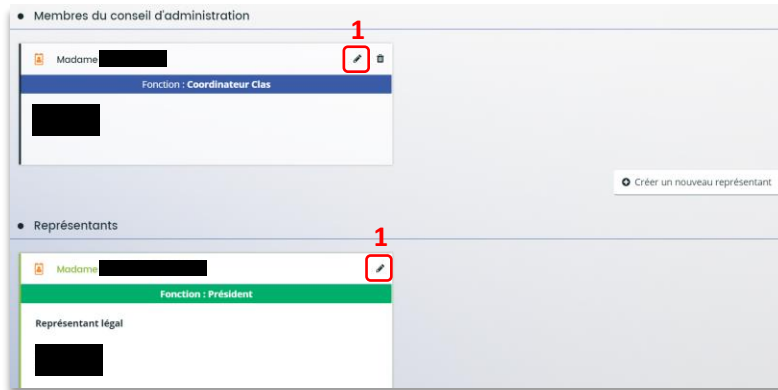 Membres du conseil d'administration
1
Madame
Fonction : Coordinateur Clas
Créer un nouveau représentant
Représentants
1
Madame
Fonction : Président
Représentant légal